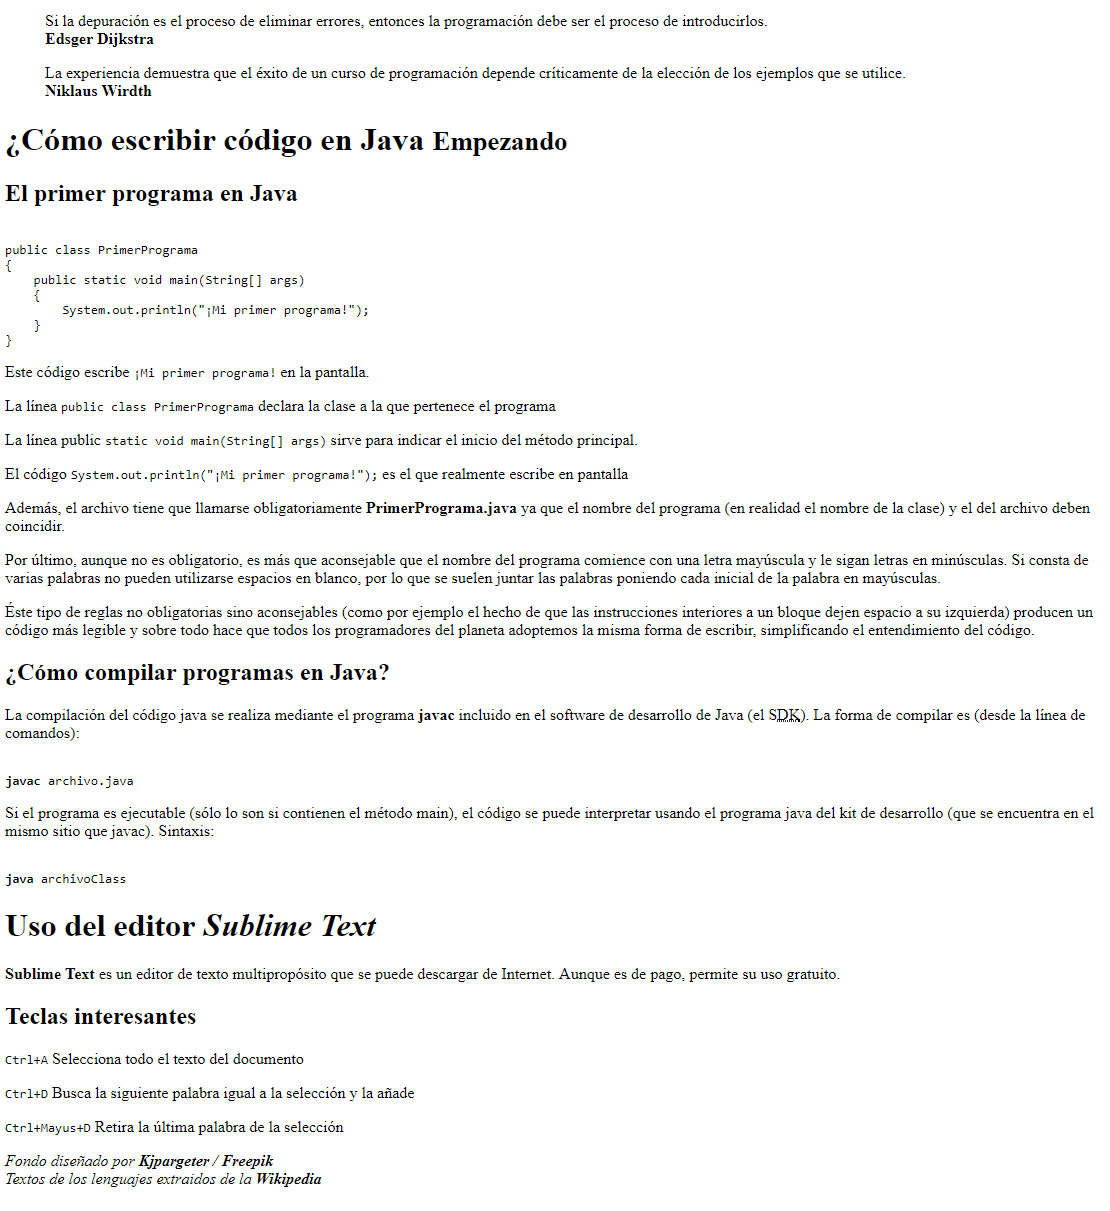 Si la depuración es el proceso de eliminar errores, entonces la programación debe ser el proceso de introducirlos.
Edsger Dijkstra
La experiencia demuestra que el éxito de un curso de programación depende críticamente de la elección de los ejemplos que se utilice.
Niklaus Wirdth
¿Cómo escribir código en Java Empezando
El primer programa en Java
public class PrimerPrograma
{
    public static void main(String[] args)
    {
        System.out.println("¡Mi primer programa!");
    }
}
Este código escribe ¡Mi primer programa! en la pantalla.
La línea public class PrimerPrograma declara la clase a la que pertenece el programa
La línea public static void main(String[] args) sirve para indicar el inicio del método principal.
El código System.out.println("¡Mi primer programa!"); es el que realmente escribe en pantalla
Además, el archivo tiene que llamarse obligatoriamente PrimerPrograma.java ya que el nombre del programa (en realidad el nombre de la clase) y el del archivo deben
coincidir.
Por último, aunque no es obligatorio, es más que aconsejable que el nombre del programa comience con una letra mayúscula y le sigan letras en minúsculas. Si consta de
varias palabras no pueden utilizarse espacios en blanco, por lo que se suelen juntar las palabras poniendo cada inicial de la palabra en mayúsculas.
Éste tipo de reglas no obligatorias sino aconsejables (como por ejemplo el hecho de que las instrucciones interiores a un bloque dejen espacio a su izquierda) producen un
código más legible y sobre todo hace que todos los programadores del planeta adoptemos la misma forma de escribir, simplificando el entendimiento del código.
¿Cómo compilar programas en Java?
La compilación del código java se realiza mediante el programa javac incluido en el software de desarrollo de Java (el SDK). La forma de compilar es (desde la línea de
comandos):
javac archivo.java
Si el programa es ejecutable (sólo lo son si contienen el método main), el código se puede interpretar usando el programa java del kit de desarrollo (que se encuentra en el
mismo sitio que javac). Sintaxis:
java archivoClass
Uso del editor Sublime Text
Sublime Text es un editor de texto multipropósito que se puede descargar de Internet. Aunque es de pago, permite su uso gratuito.
Teclas interesantes
Ctrl+A Selecciona todo el texto del documento
Ctrl+D Busca la siguiente palabra igual a la selección y la añade
Ctrl+Mayus+D Retira la última palabra de la selección
Fondo diseñado por Kjpargeter / Freepik
Textos de los lenguajes extraidos de la Wikipedia